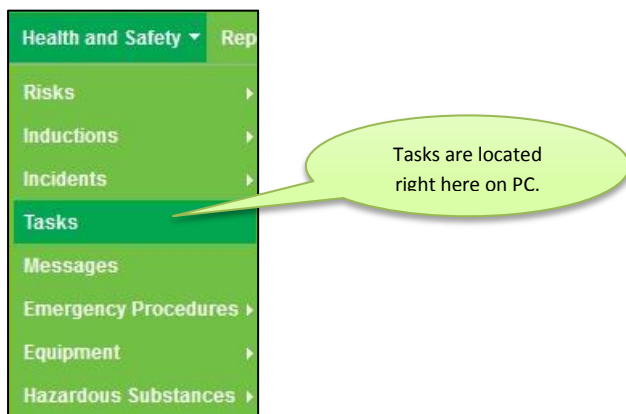 Health and Safety Rep
Risks
Inductions
Incidents
Tasks
Messages
Emergency Procedures
Equipment
Hazardous Substances
Tasks are located
right here on PC.